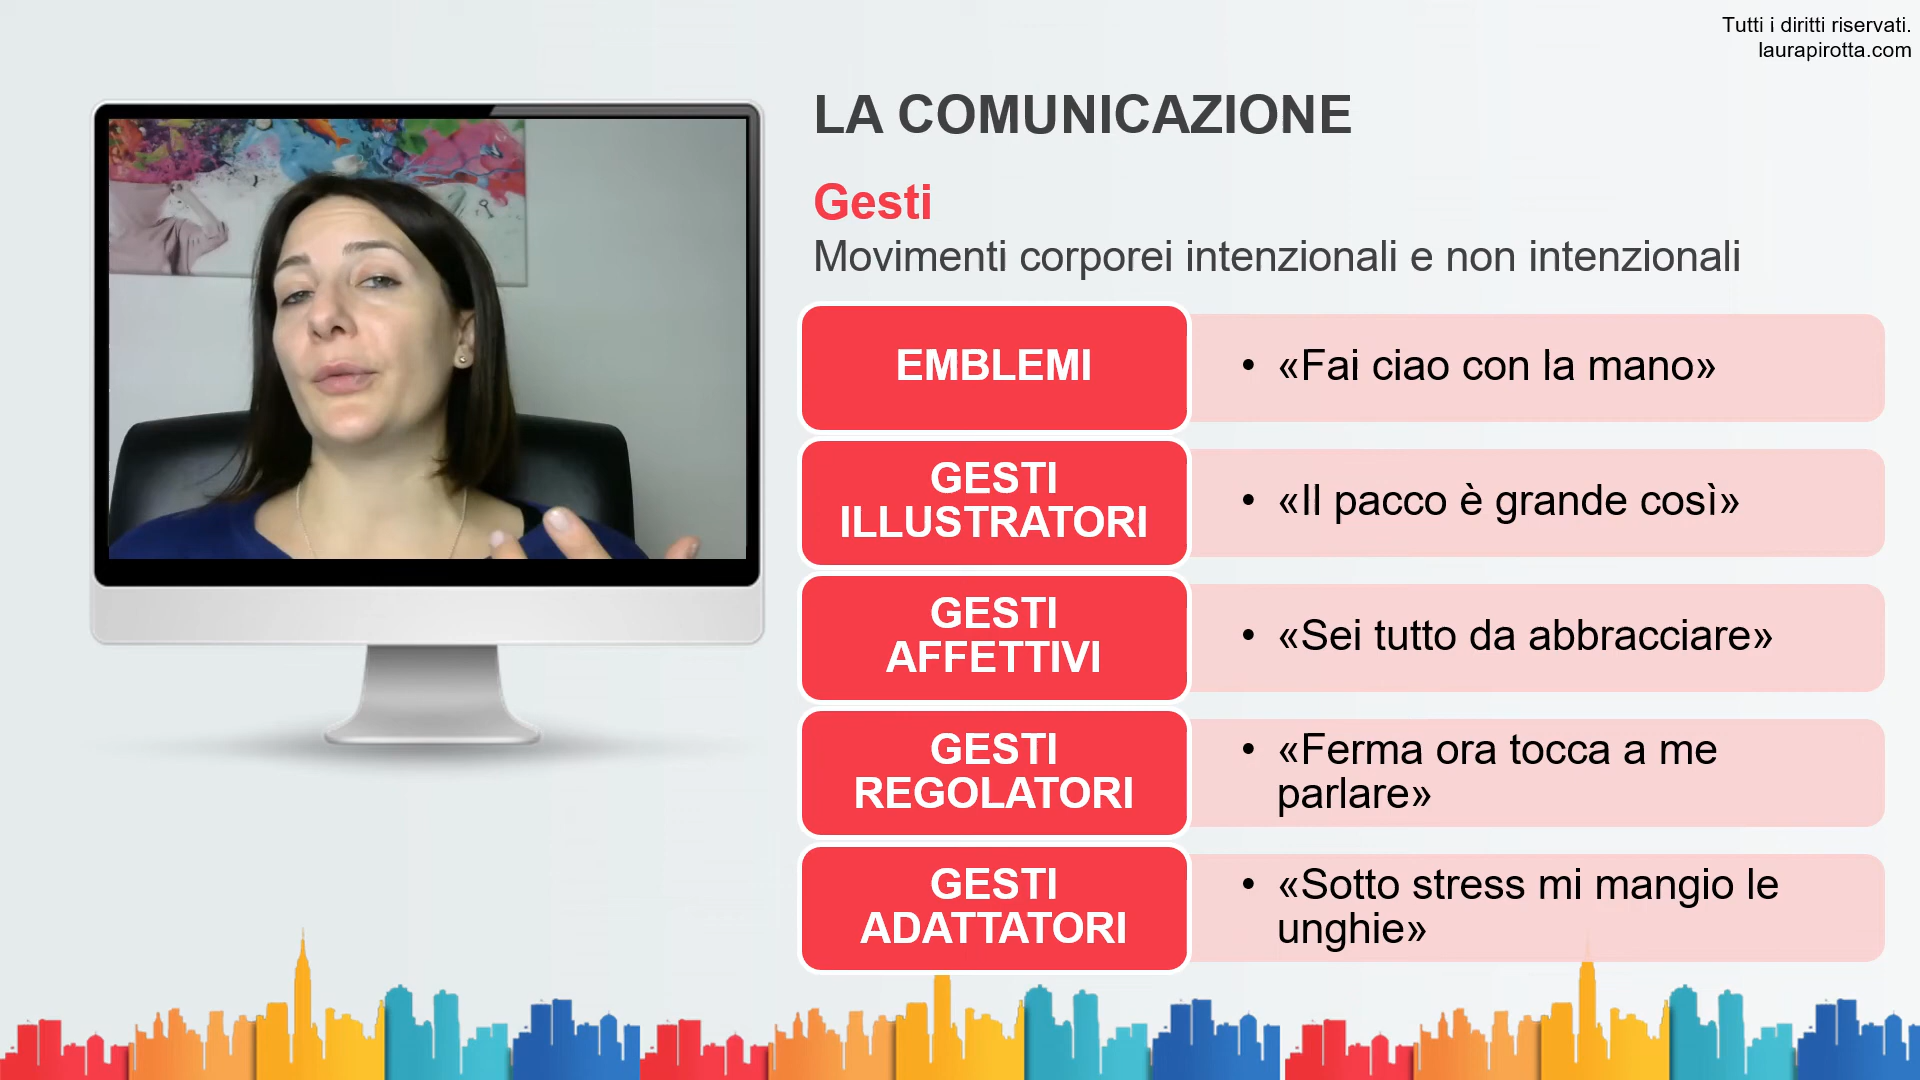 Tutti i diritti riservati.
laurapirotta.com
LA COMUNICAZIONE
Gesti
Movimenti corporei intenzionali e non intenzionali
EMBLEMI
• «Fai ciao con la mano»
GESTI
ILLUSTRATORI
• «Il pacco è grande così»
GESTI
AFFETTIVI
• «Sei tutto da abbracciare»
GESTI
REGOLATORI
• «Ferma ora tocca a me
parlare»
GESTI
ADATTATORI
• «Sotto stress mi mangio le
unghie»